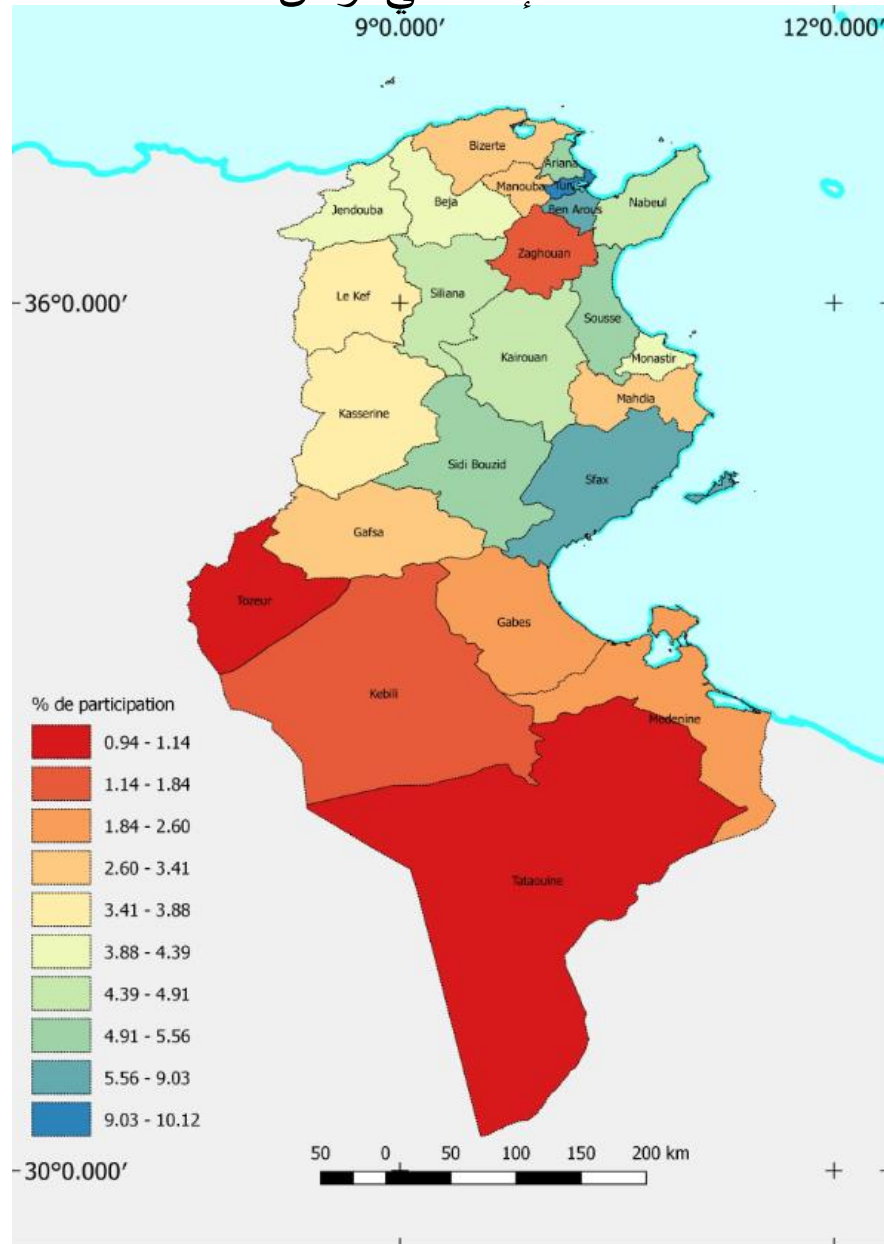 9°0.000′ 12°0.000′
Bizerte
Ariana
Manouba
Tunis
Jendouba
Beja
Ben Arous
Nabeul
Zaghouan
36°0.000′
Le Kef
Siliana
Sousse
Kairouan
Monastir
Mahdia
Kasserine
Sidi Bouzid
Sfax
Gafsa
Tozeur
Gabes
Kebili
Medenine
Tataouine
% de participation
0.94 - 1.14
1.14 - 1.84
1.84 - 2.60
2.60 - 3.41
3.41 - 3.88
3.88 - 4.39
4.39 - 4.91
4.91 - 5.56
5.56 - 9.03
9.03 - 10.12
50 0 50 100 150 200 km
30°0.000′